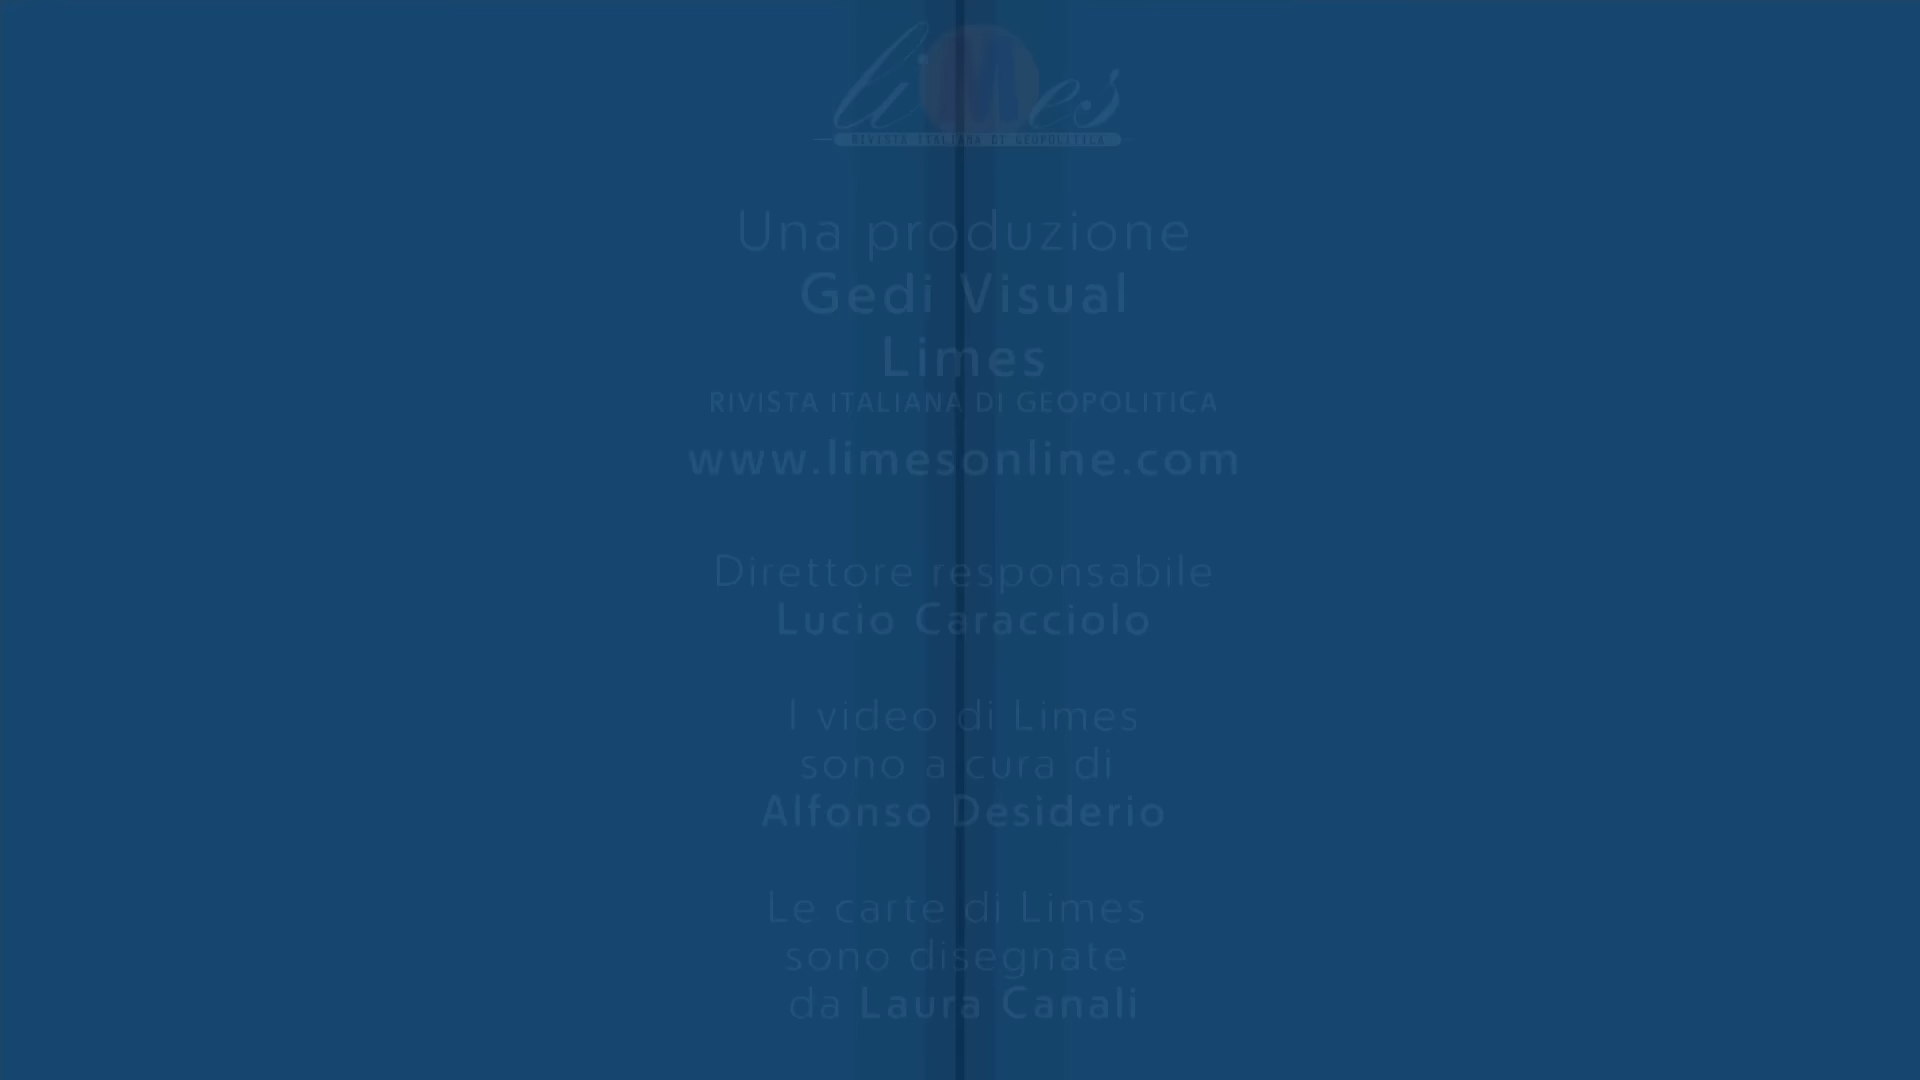 limes
RIVISTA ITALIANA DI GEOPOLITICA
Una produzione
Gedi Visual
Limes
RIVISTA ITALIANA DI GEOPOLITICA
www.limesonline.com
Direttore responsabile
Lucio Caracciolo
I video di Limes
sono a cura di
Alfonso Desiderio
Le carte di Limes
sono disegnate
da Laura Canali